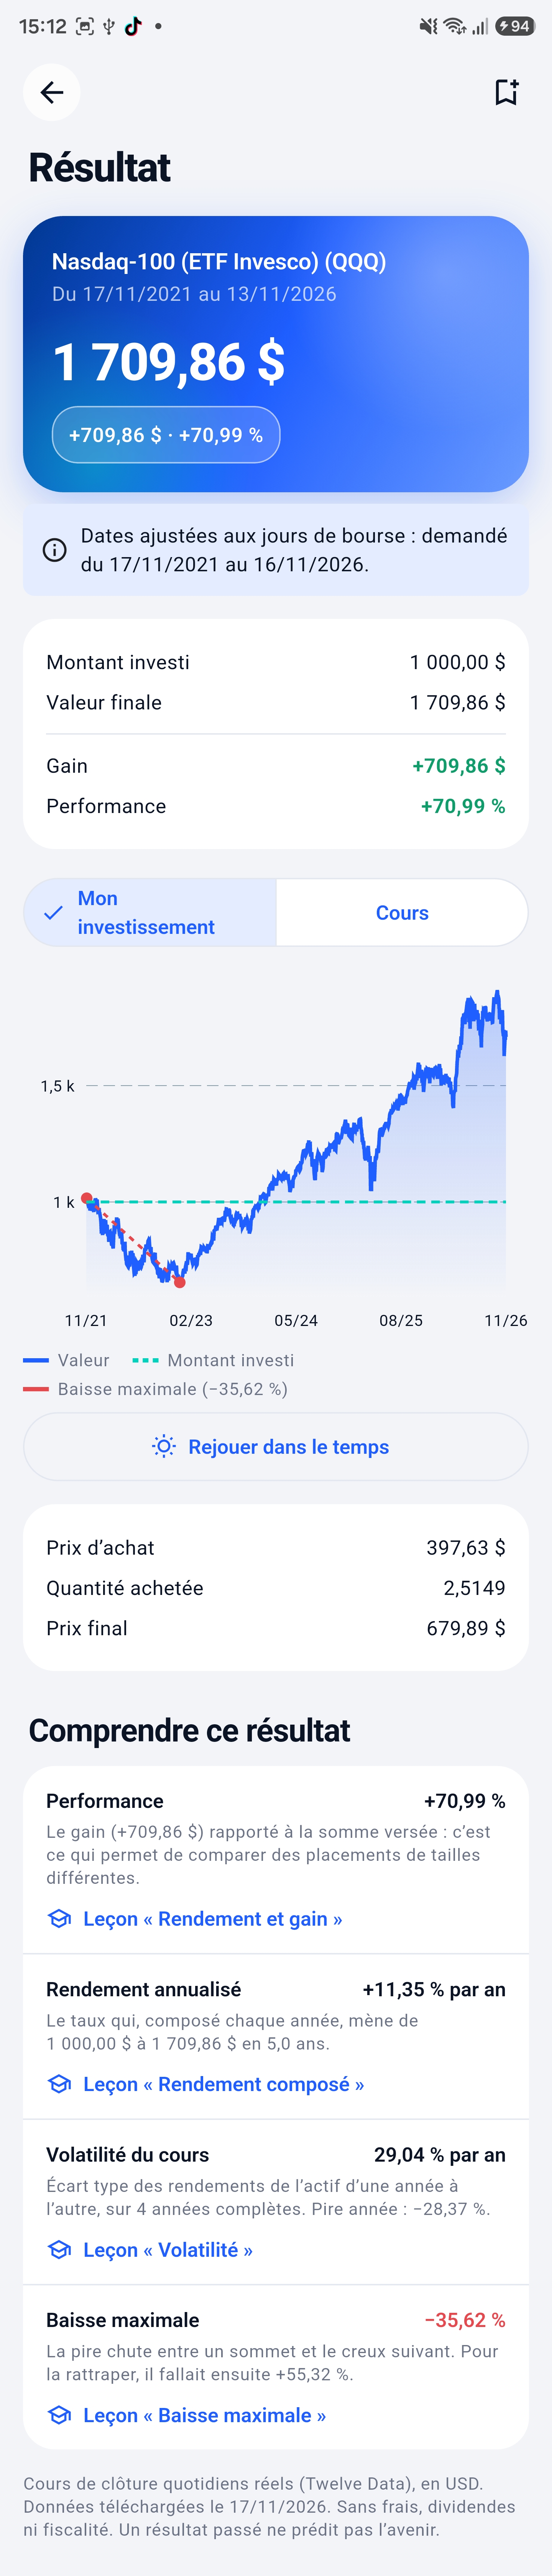 15:12
94
Résultat
Nasdaq-100 (ETF Invesco) (QQQ)
Du 17/11/2021 au 13/11/2026
1 709,86 $
+709,86 $ · +70,99 %
Dates ajustées aux jours de bourse : demandé
du 17/11/2021 au 16/11/2026.
Montant investi 1 000,00 $
Valeur finale 1 709,86 $
Gain +709,86 $
Performance +70,99 %
Mon
investissement
Cours
1,5 k
1 k
11/21 02/23 05/24 08/25 11/26
Valeur Montant investi
Baisse maximale (−35,62 %)
Rejouer dans le temps
Prix d’achat 397,63 $
Quantité achetée 2,5149
Prix final 679,89 $
Comprendre ce résultat
Performance +70,99 %
Le gain (+709,86 $) rapporté à la somme versée : c’est
ce qui permet de comparer des placements de tailles
différentes.
Leçon « Rendement et gain »
Rendement annualisé +11,35 % par an
Le taux qui, composé chaque année, mène de
1 000,00 $ à 1 709,86 $ en 5,0 ans.
Leçon « Rendement composé »
Volatilité du cours 29,04 % par an
Écart type des rendements de l’actif d’une année à
l’autre, sur 4 années complètes. Pire année : −28,37 %.
Leçon « Volatilité »
Baisse maximale −35,62 %
La pire chute entre un sommet et le creux suivant. Pour
la rattraper, il fallait ensuite +55,32 %.
Leçon « Baisse maximale »
Cours de clôture quotidiens réels (Twelve Data), en USD.
Données téléchargées le 17/11/2026. Sans frais, dividendes
ni fiscalité. Un résultat passé ne prédit pas l’avenir.